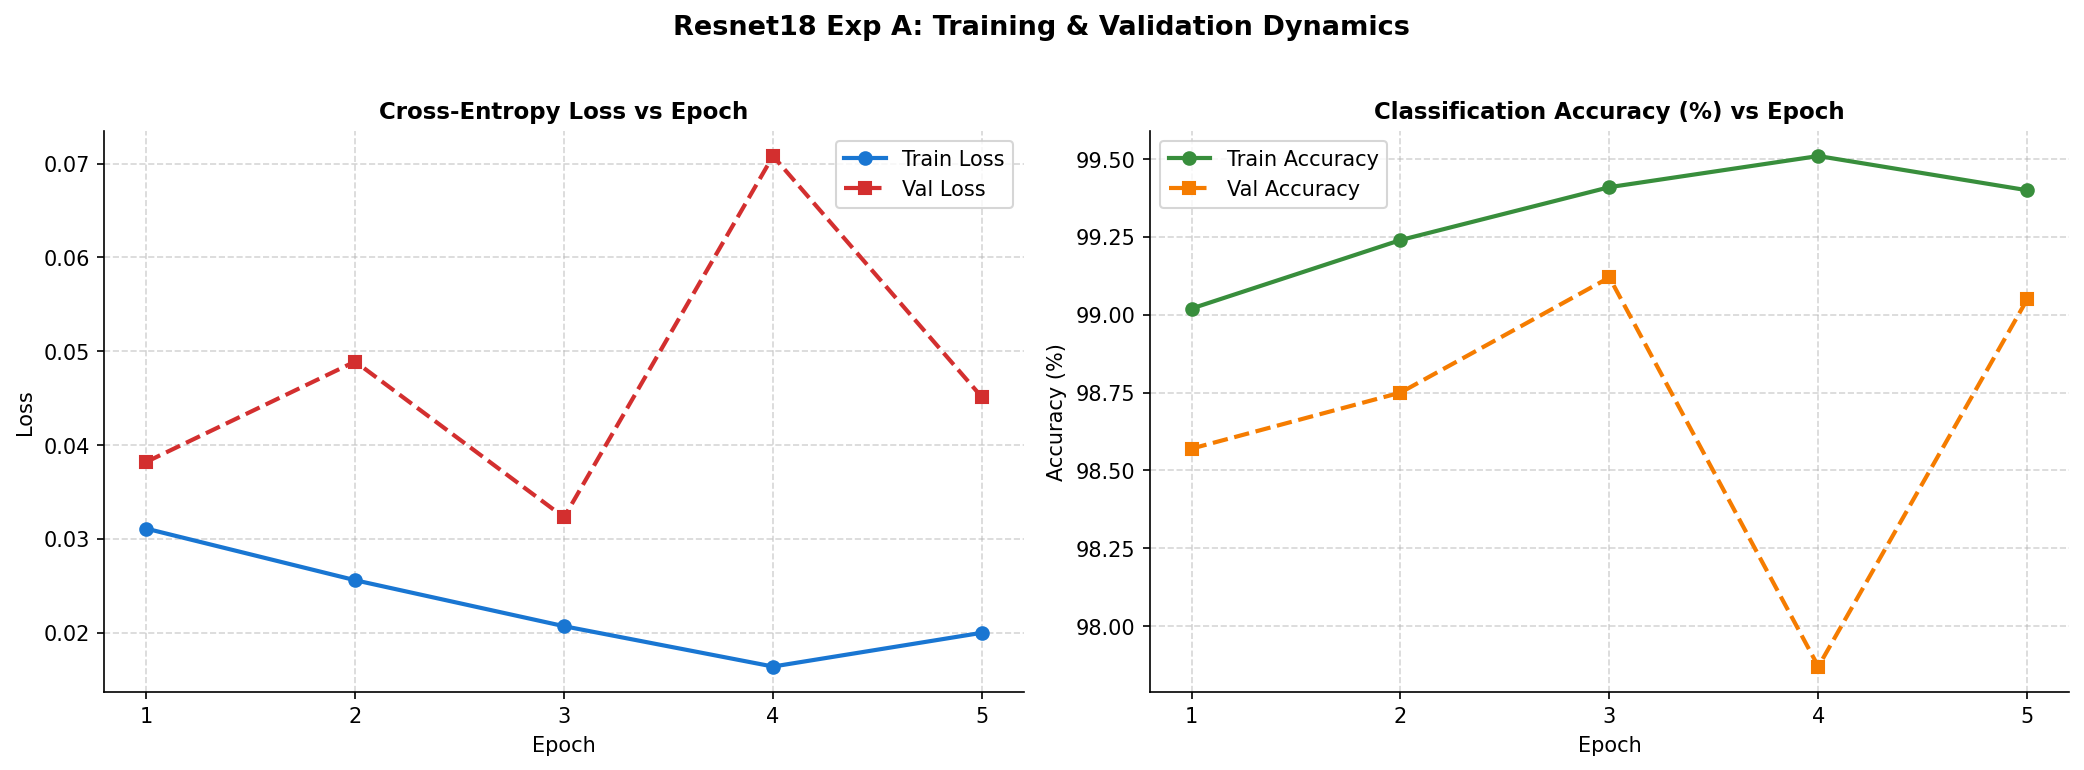 Resnet18 Exp A: Training & Validation Dynamics
Cross-Entropy Loss vs Epoch
Train Loss
Val Loss
0.07
0.06
0.05
0.04
0.03
0.02
Loss
1 2 3 4 5
Epoch
Classification Accuracy (%) vs Epoch
Train Accuracy
Val Accuracy
99.50
99.25
99.00
98.75
98.50
98.25
98.00
Accuracy (%)
1 2 3 4 5
Epoch